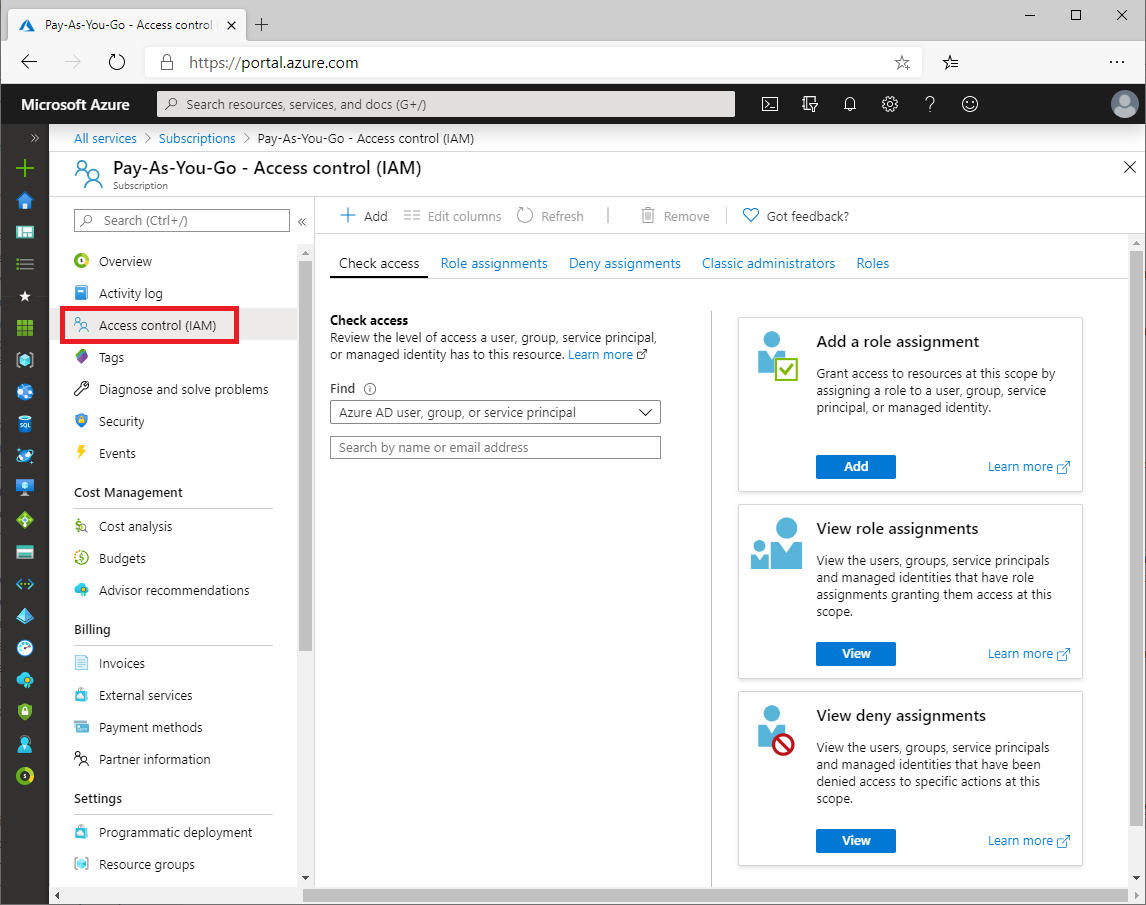 Pay-As-You-Go - Access control
https://portal.azure.com
Microsoft Azure
Search resources, services, and docs (G+/)
All services > Subscriptions > Pay-As-You-Go - Access control (IAM)
Pay-As-You-Go - Access control (IAM)
Subscription
Search (Ctrl+/)
«
Overview
Activity log
Access control (IAM)
Tags
Diagnose and solve problems
Security
Events
Cost Management
Cost analysis
Budgets
Advisor recommendations
Billing
Invoices
External services
Payment methods
Partner information
Settings
Programmatic deployment
Resource groups
Add
Edit columns
Refresh
Remove
Got feedback?
Check access
Role assignments
Deny assignments
Classic administrators
Roles
Check access
Review the level of access a user, group, service principal,
or managed identity has to this resource. Learn more
Find
Azure AD user, group, or service principal
Search by name or email address
Add a role assignment
Grant access to resources at this scope by
assigning a role to a user, group, service
principal, or managed identity.
Add
Learn more
View role assignments
View the users, groups, service principals
and managed identities that have role
assignments granting them access at this
scope.
View
Learn more
View deny assignments
View the users, groups, service principals
and managed identities that have been
denied access to specific actions at this
scope.
View
Learn more